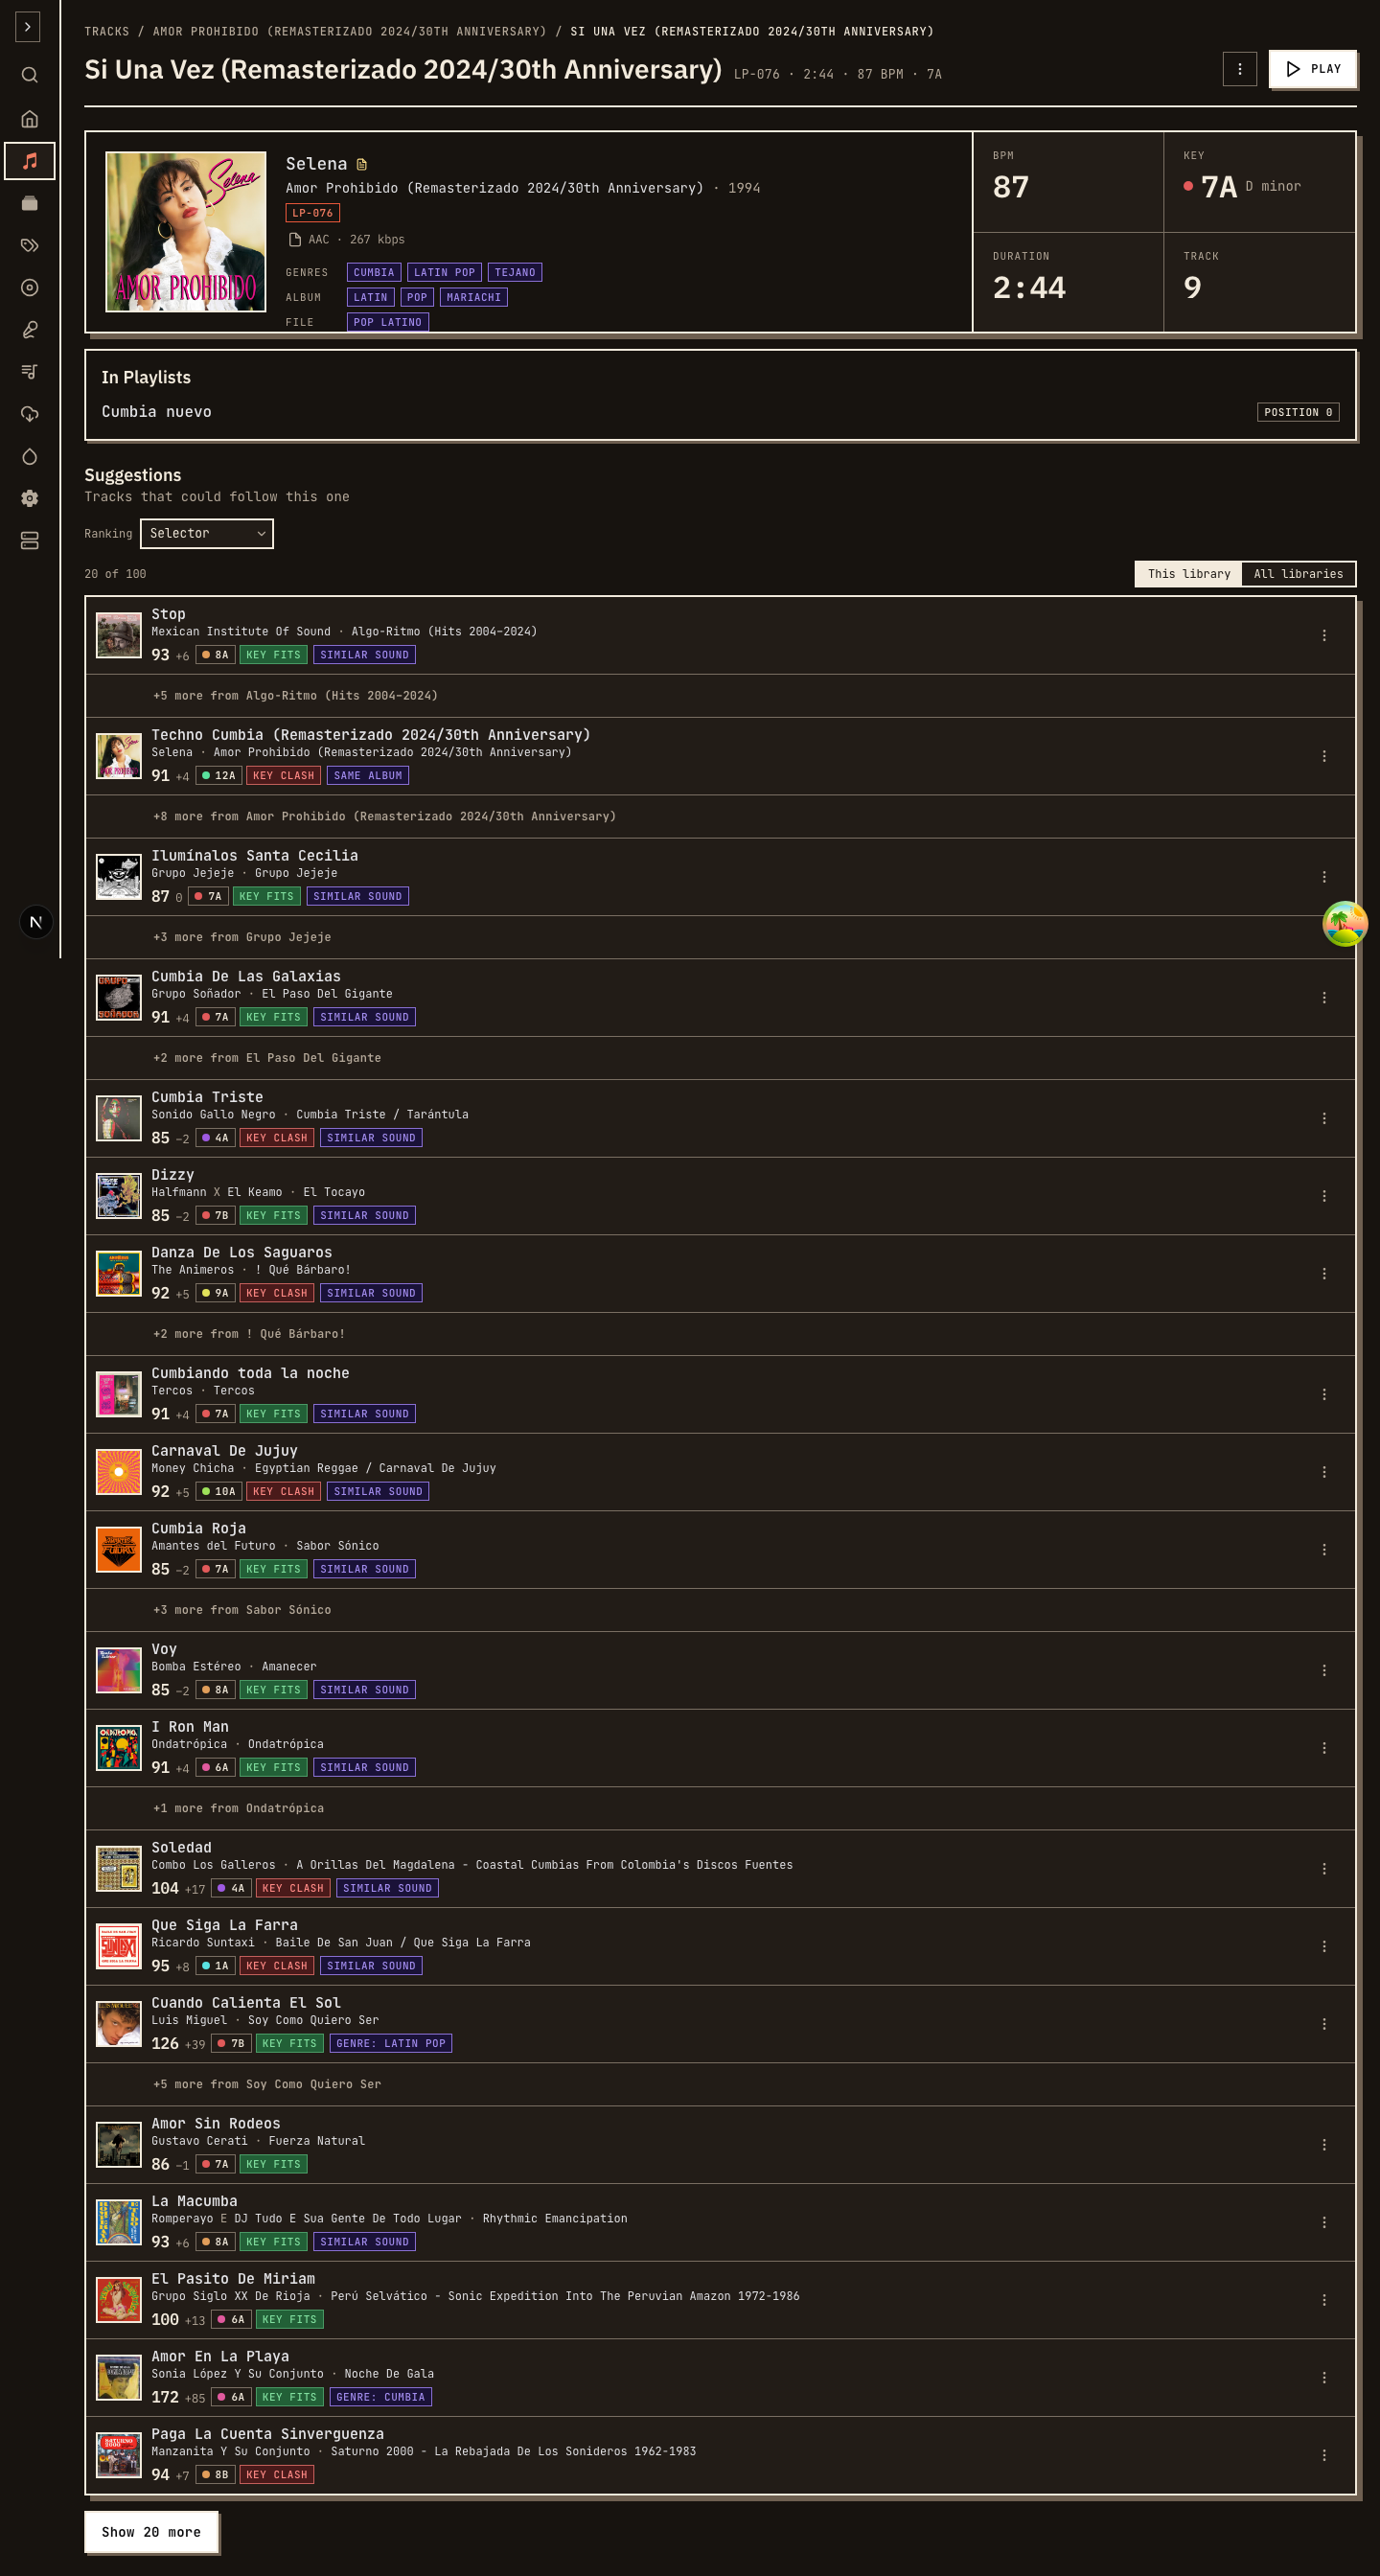 TRACKS / AMOR PROHIBIDO (REMASTERIZADO 2024/30TH ANNIVERSARY) / SI UNA VEZ (REMASTERIZADO 2024/30TH ANNIVERSARY)
Si Una Vez (Remasterizado 2024/30th Anniversary) LP-076 · 2:44 · 87 BPM · 7A
PLAY
Selena
AMOR PROHIBIDO
Selena
Amor Prohibido (Remasterizado 2024/30th Anniversary) · 1994
LP-076
AAC · 267 kbps
GENRES CUMBIA LATIN POP TEJANO
ALBUM LATIN POP MARIACHI
FILE POP LATINO
BPM
87
KEY
7A D minor
DURATION
2:44
TRACK
9
In Playlists
Cumbia nuevo POSITION 0
Suggestions
Tracks that could follow this one
Ranking Selector
20 of 100 This library All libraries
Stop
Mexican Institute Of Sound · Algo-Ritmo (Hits 2004–2024)
93 +6 8A KEY FITS SIMILAR SOUND
+5 more from Algo-Ritmo (Hits 2004–2024)
Techno Cumbia (Remasterizado 2024/30th Anniversary)
Selena · Amor Prohibido (Remasterizado 2024/30th Anniversary)
91 +4 12A KEY CLASH SAME ALBUM
+8 more from Amor Prohibido (Remasterizado 2024/30th Anniversary)
Ilumínalos Santa Cecilia
Grupo Jejeje · Grupo Jejeje
87 0 7A KEY FITS SIMILAR SOUND
+3 more from Grupo Jejeje
N
Cumbia De Las Galaxias
Grupo Soñador · El Paso Del Gigante
91 +4 7A KEY FITS SIMILAR SOUND
+2 more from El Paso Del Gigante
Cumbia Triste
Sonido Gallo Negro · Cumbia Triste / Tarántula
85 −2 4A KEY CLASH SIMILAR SOUND
Dizzy
Halfmann X El Keamo · El Tocayo
85 −2 7B KEY FITS SIMILAR SOUND
Danza De Los Saguaros
The Animeros · ! Qué Bárbaro!
92 +5 9A KEY CLASH SIMILAR SOUND
+2 more from ! Qué Bárbaro!
Cumbiando toda la noche
Tercos · Tercos
91 +4 7A KEY FITS SIMILAR SOUND
Carnaval De Jujuy
Money Chicha · Egyptian Reggae / Carnaval De Jujuy
92 +5 10A KEY CLASH SIMILAR SOUND
Cumbia Roja
Amantes del Futuro · Sabor Sónico
85 −2 7A KEY FITS SIMILAR SOUND
+3 more from Sabor Sónico
Voy
Bomba Estéreo · Amanecer
85 −2 8A KEY FITS SIMILAR SOUND
I Ron Man
Ondatrópica · Ondatrópica
91 +4 6A KEY FITS SIMILAR SOUND
+1 more from Ondatrópica
Soledad
Combo Los Galleros · A Orillas Del Magdalena - Coastal Cumbias From Colombia's Discos Fuentes
104 +17 4A KEY CLASH SIMILAR SOUND
Que Siga La Farra
Ricardo Suntaxi · Baile De San Juan / Que Siga La Farra
95 +8 1A KEY CLASH SIMILAR SOUND
Cuando Calienta El Sol
Luis Miguel · Soy Como Quiero Ser
126 +39 7B KEY FITS GENRE: LATIN POP
+5 more from Soy Como Quiero Ser
Amor Sin Rodeos
Gustavo Cerati · Fuerza Natural
86 −1 7A KEY FITS
La Macumba
Romperayo E DJ Tudo E Sua Gente De Todo Lugar · Rhythmic Emancipation
93 +6 8A KEY FITS SIMILAR SOUND
El Pasito De Miriam
Grupo Siglo XX De Rioja · Perú Selvático - Sonic Expedition Into The Peruvian Amazon 1972-1986
100 +13 6A KEY FITS
Amor En La Playa
Sonia López Y Su Conjunto · Noche De Gala
172 +85 6A KEY FITS GENRE: CUMBIA
Paga La Cuenta Sinverguenza
Manzanita Y Su Conjunto · Saturno 2000 - La Rebajada De Los Sonideros 1962-1983
94 +7 8B KEY CLASH
Show 20 more